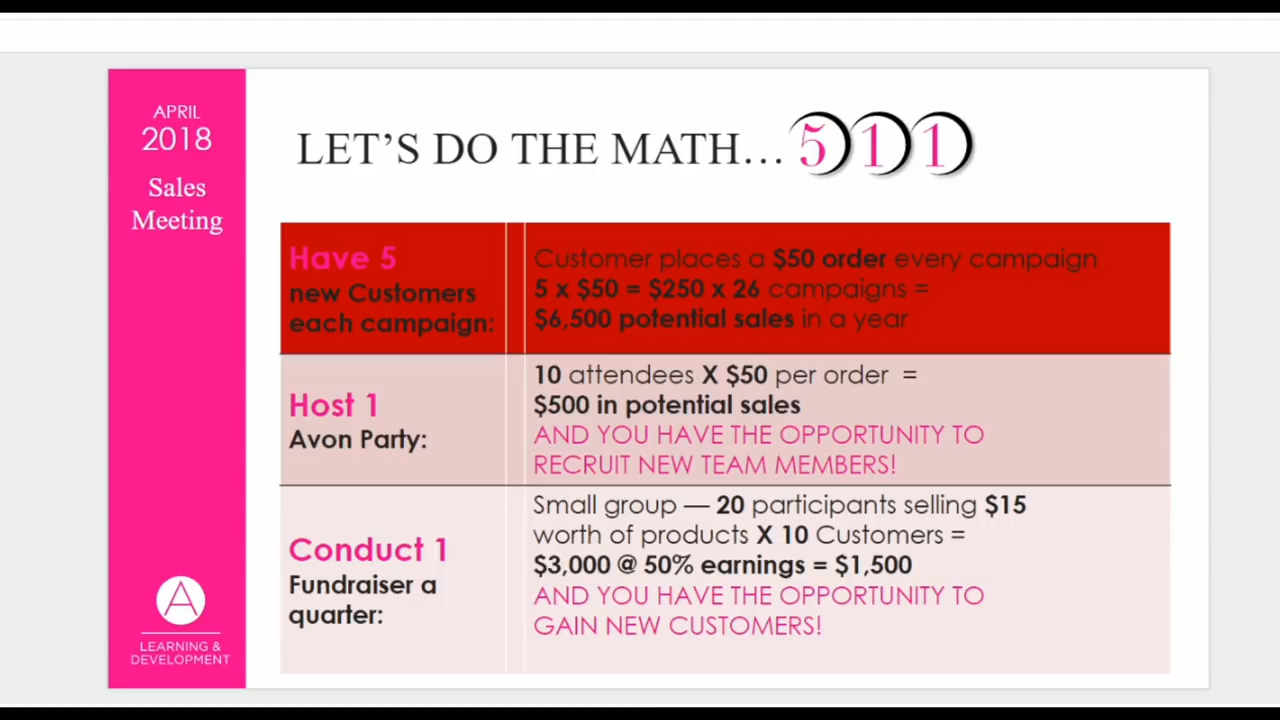 APRIL
2018
Sales
Meeting
LET’S DO THE MATH… 5 1 1
Have 5
new Customers
each campaign:
Customer places a $50 order every campaign
5 x $50 = $250 x 26 campaigns =
$6,500 potential sales in a year
Host 1
Avon Party:
10 attendees X $50 per order =
$500 in potential sales
AND YOU HAVE THE OPPORTUNITY TO
RECRUIT NEW TEAM MEMBERS!
Conduct 1
Fundraiser a
quarter:
Small group — 20 participants selling $15
worth of products X 10 Customers =
$3,000 @ 50% earnings = $1,500
AND YOU HAVE THE OPPORTUNITY TO
GAIN NEW CUSTOMERS!
A
LEARNING &
DEVELOPMENT